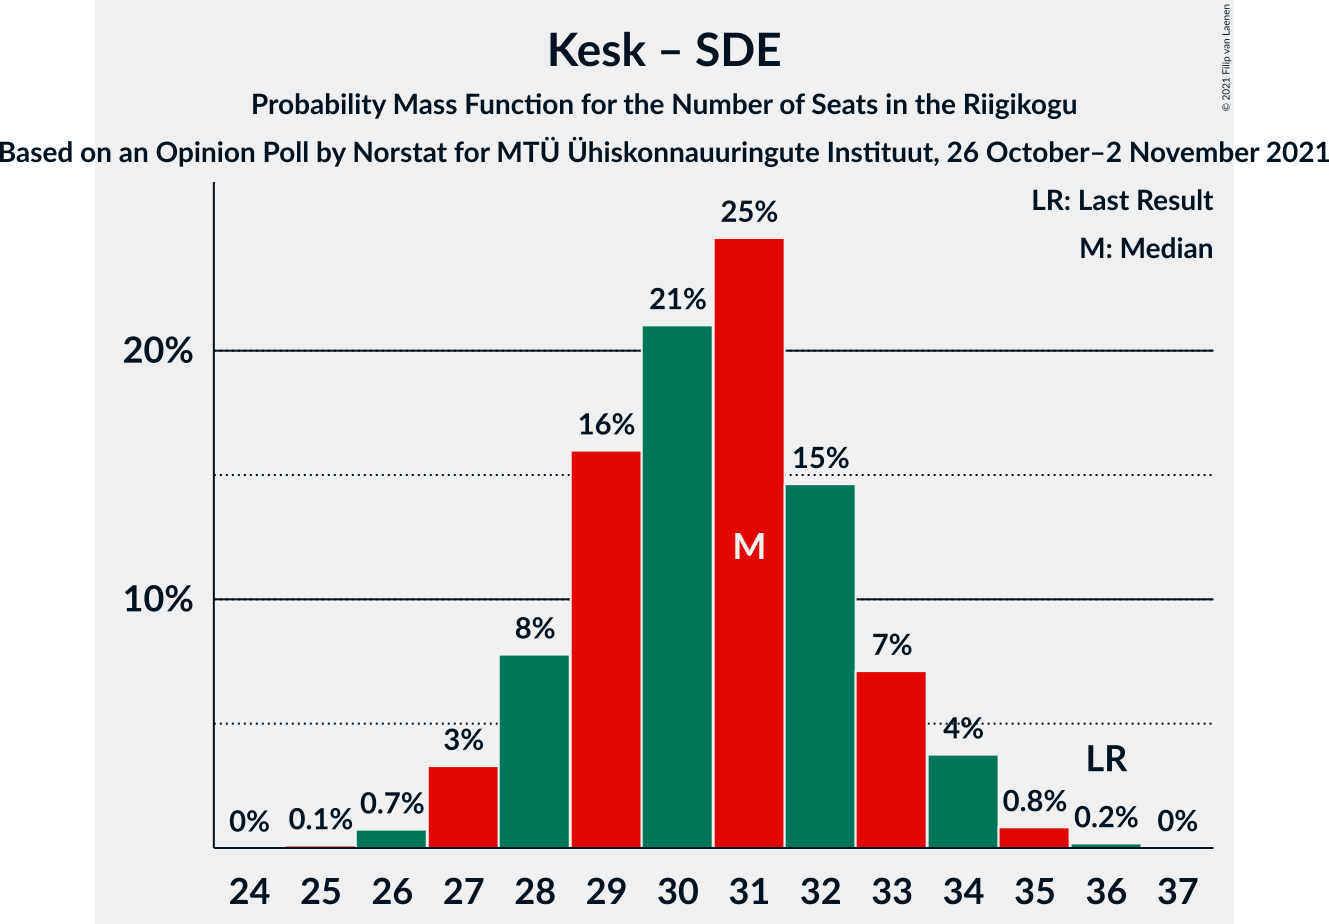 Kesk – SDE
Probability Mass Function for the Number of Seats in the Riigikogu
Based on an Opinion Poll by Norstat for MTÜ Ühiskonnauuringute Instituut, 26 October–2 November 2021
© 2021 Filip van Laenen
LR: Last Result
M: Median
25%
21%
20%
16%
15%
M
10%
8%
7%
3%
4%
LR
0%
0.1%
0.7%
0.8%
0.2%
0%
24 25 26 27 28 29 30 31 32 33 34 35 36 37